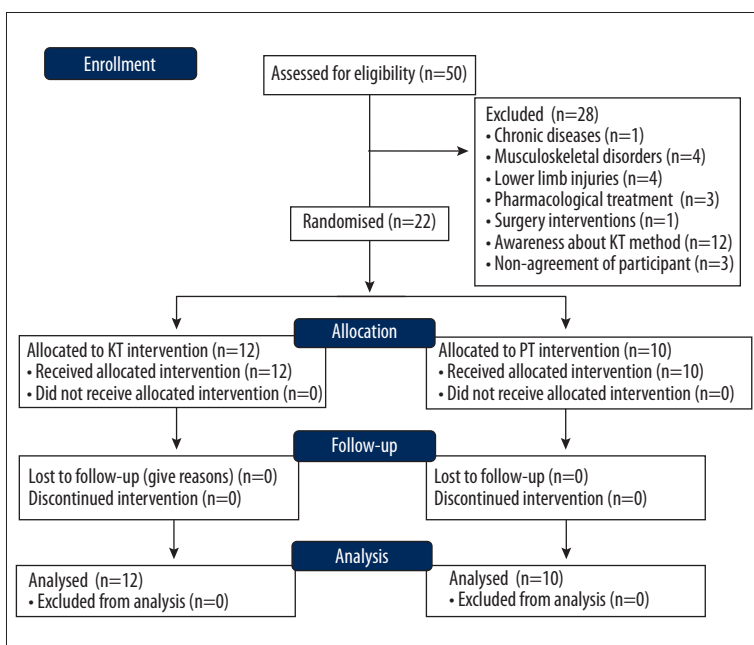 Enrollment
Assessed for eligibility (n=50)
Excluded (n=28)
• Chronic diseases (n=1)
• Musculoskeletal disorders (n=4)
• Lower limb injuries (n=4)
• Pharmacological treatment (n=3)
• Surgery interventions (n=1)
• Awareness about KT method (n=12)
• Non-agreement of participant (n=3)
Randomised (n=22)
Allocation
Allocated to KT intervention (n=12)
• Received allocated intervention (n=12)
• Did not receive allocated intervention (n=0)
Allocated to PT intervention (n=10)
• Received allocated intervention (n=10)
• Did not receive allocated intervention (n=0)
Follow-up
Lost to follow-up (give reasons) (n=0)
Discontinued intervention (n=0)
Lost to follow-up (n=0)
Discontinued intervention (n=0)
Analysis
Analysed (n=12)
• Excluded from analysis (n=0)
Analysed (n=10)
• Excluded from analysis (n=0)